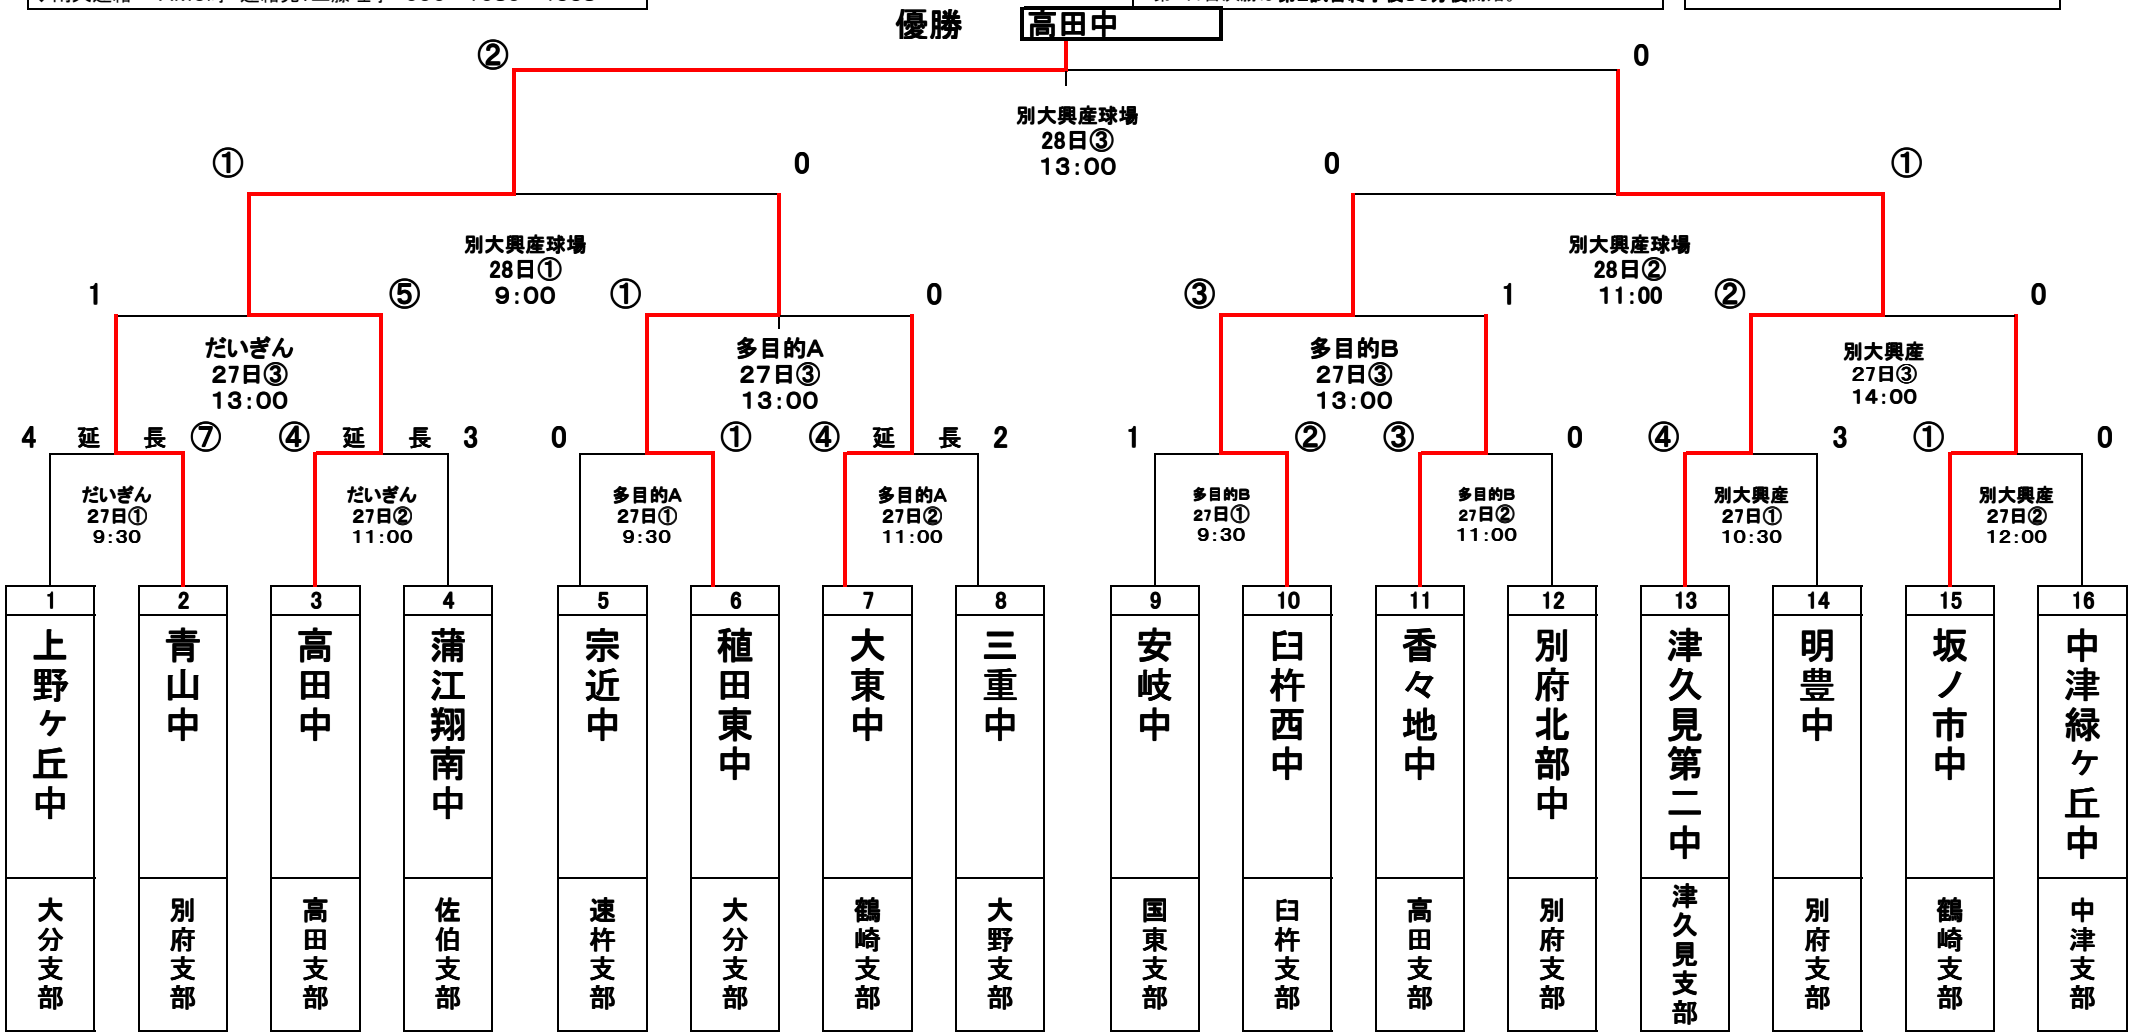 優勝 高田中
② 0
別大興産球場
28日③
13:00
① 0 0 ①
別大興産球場
28日①
9:00
別大興産球場
28日②
11:00
1 ⑤ ① 0 ③ 1 ② 0
だいぎん
27日③
13:00
多目的A
27日③
13:00
多目的B
27日③
13:00
別大興産
27日③
14:00
4 延 長 ⑦ ④ 延 長 3 0 ① ④ 延 長 2 1 ② ③ 0 ④ 3 ① 0
だいぎん
27日①
9:30
だいぎん
27日②
11:00
多目的A
27日①
9:30
多目的A
27日②
11:00
多目的B
27日①
9:30
多目的B
27日②
11:00
別大興産
27日①
10:30
別大興産
27日②
12:00
1
上野ヶ丘中
大分支部
2
青山中
別府支部
3
高田中
高田支部
4
蒲江翔南中
佐伯支部
5
宗近中
速杵支部
6
稙田東中
大分支部
7
大東中
鶴崎支部
8
三重中
大野支部
9
安岐中
国東支部
10
臼杵西中
臼杵支部
11
香々地中
高田支部
12
別府北部中
別府支部
13
津久見第二中
津久見支部
14
明豊中
別府支部
15
坂ノ市中
鶴崎支部
16
中津緑ヶ丘中
中津支部